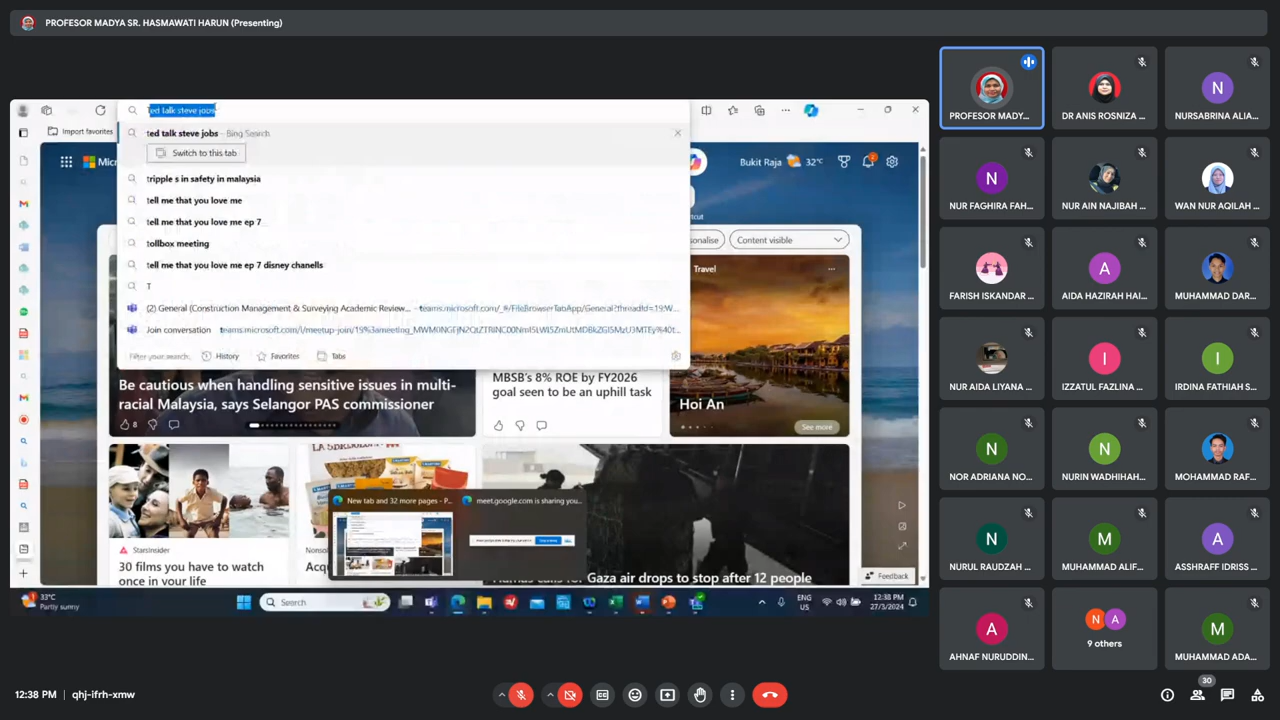 PROFESOR MADYA SR. HASMAWATI HARUN (Presenting)
ted talk steve jobs
Import favorites
ted talk steve jobs - Bing Search
Switch to this tab
tripple s in safety in malaysia
tell me that you love me
tell me that you love me ep 7
tollbox meeting
tell me that you love me ep 7 disney chanells
T
(2) General (Construction Management & Surveying Academic Review...
Join conversation
Filter your search...
History
Favorites
Tabs
Bukit Raja
32°C
Content visible
Travel
Be cautious when handling sensitive issues in multi-
racial Malaysia, says Selangor PAS commissioner
8
MBSB's 8% ROE by FY2026
goal seen to be an uphill task
Hoi An
See more
New tab and 32 more pages - P...
meet.google.com is sharing you...
StarsInsider
30 films you have to watch
once in your life
Gaza air drops to stop after 12 people
Feedback
33°C
Partly sunny
Search
ENG
US
12:38 PM
27/3/2024
PROFESOR MADY...
DR ANIS ROSNIZA ...
N
NURSABRINA ALIA...
N
NUR FAGHIRA FAH...
NUR AIN NAJIBAH ...
WAN NUR AQILAH ...
FARISH ISKANDAR ...
A
AIDA HAZIRAH HAI...
MUHAMMAD AZAR...
NUR AIDA LIYANA ...
I
IZZATUL FAZLINA ...
I
IRDINA FATHIAH S...
N
NOR ADRIANA NO...
N
NURIN WADHIHAH...
MOHAMAD RAF...
N
NURUL RAUDZAH ...
M
MUHAMMAD ALIF...
A
ASSHRAFF IDRISS ...
A
AHNAF NURUDDIN...
N
A
9 others
M
MUHAMMAD ADA...
12:38 PM | qhj-ifrh-xmw
30